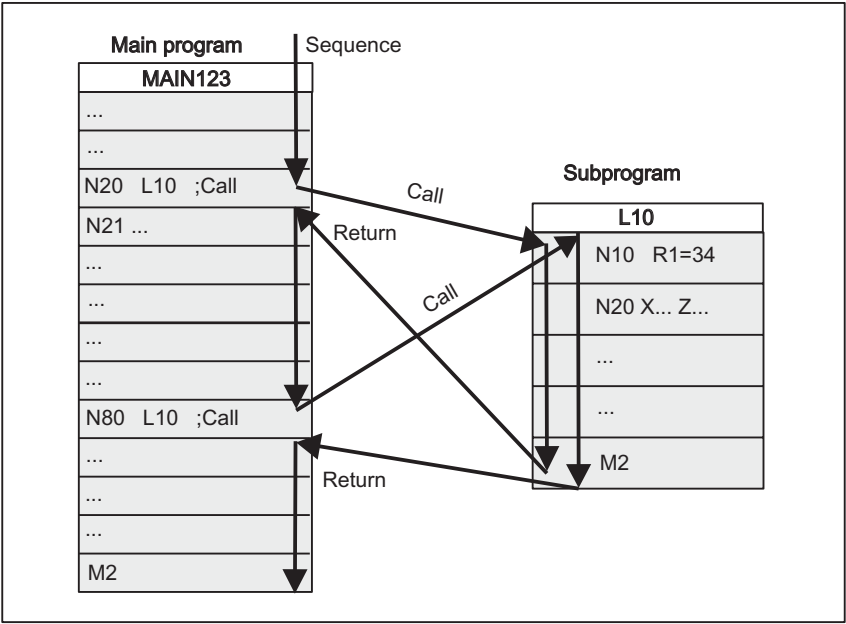 Main program
Sequence
MAIN123
...
...
N20 L10 ;Call
N21 ...
...
...
...
...
N80 L10 ;Call
...
...
...
M2
Call
Return
Call
Return
Subprogram
L10
N10 R1=34
N20 X... Z...
...
...
M2